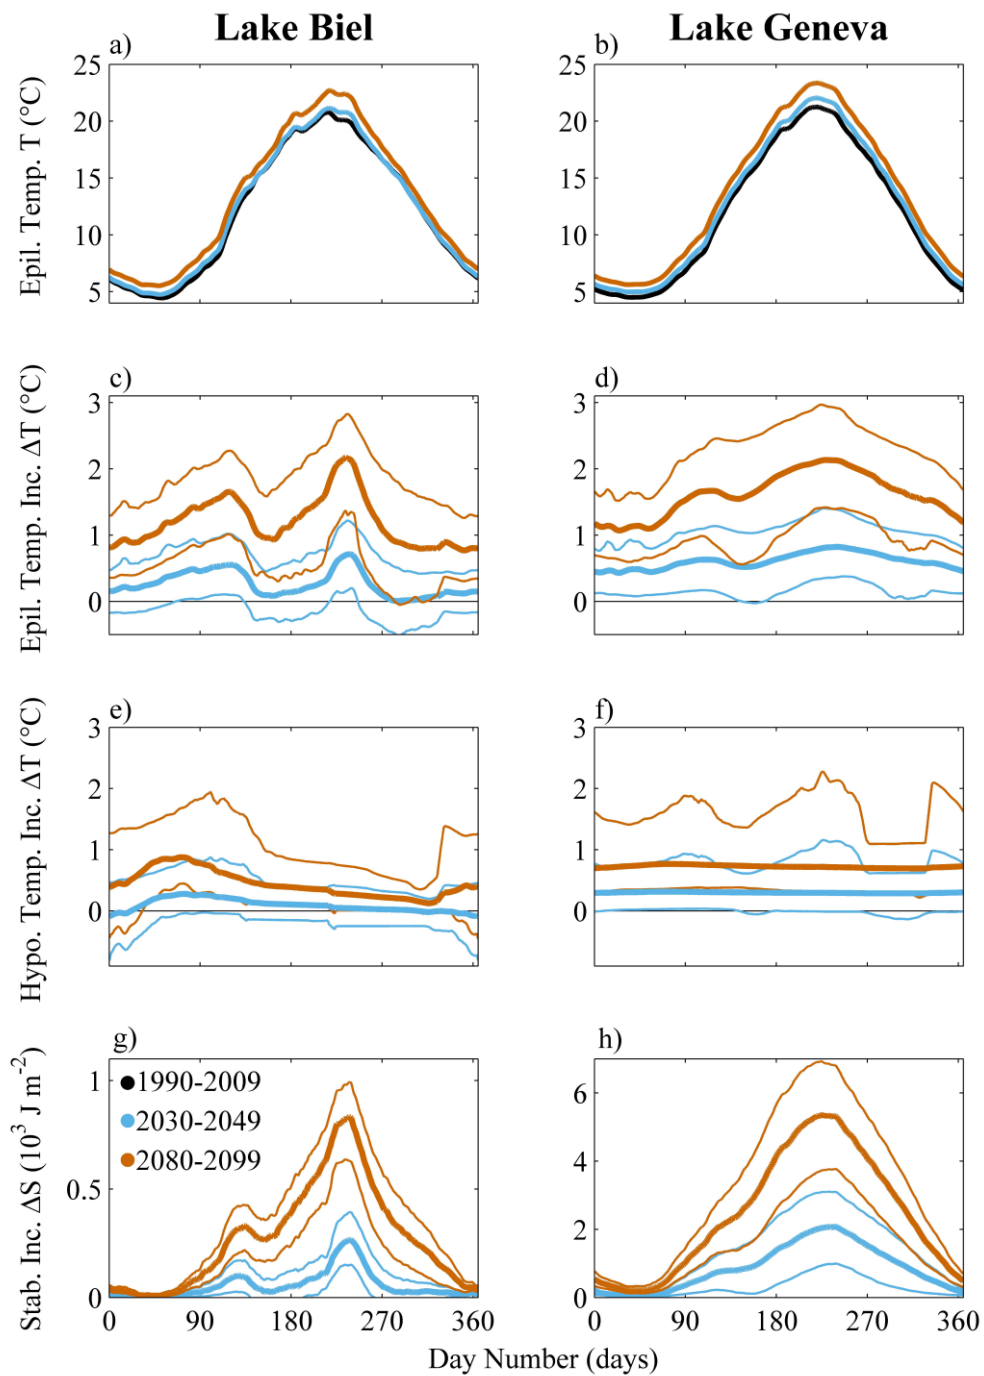 Lake Biel
Lake Geneva
a)
b)
Epil. Temp. T (°C)
25
20
15
10
5
25
20
15
10
5
c)
d)
Epil. Temp. Inc. ΔT (°C)
3
2
1
0
3
2
1
0
e)
f)
Hypo. Temp. Inc. ΔT (°C)
3
2
1
0
3
2
1
0
g)
h)
Stab. Inc. ΔS (10³ J m⁻²)
1
0.5
0
1990-2009
2030-2049
2080-2099
6
4
2
0
0 90 180 270 360
0 90 180 270 360
Day Number (days)